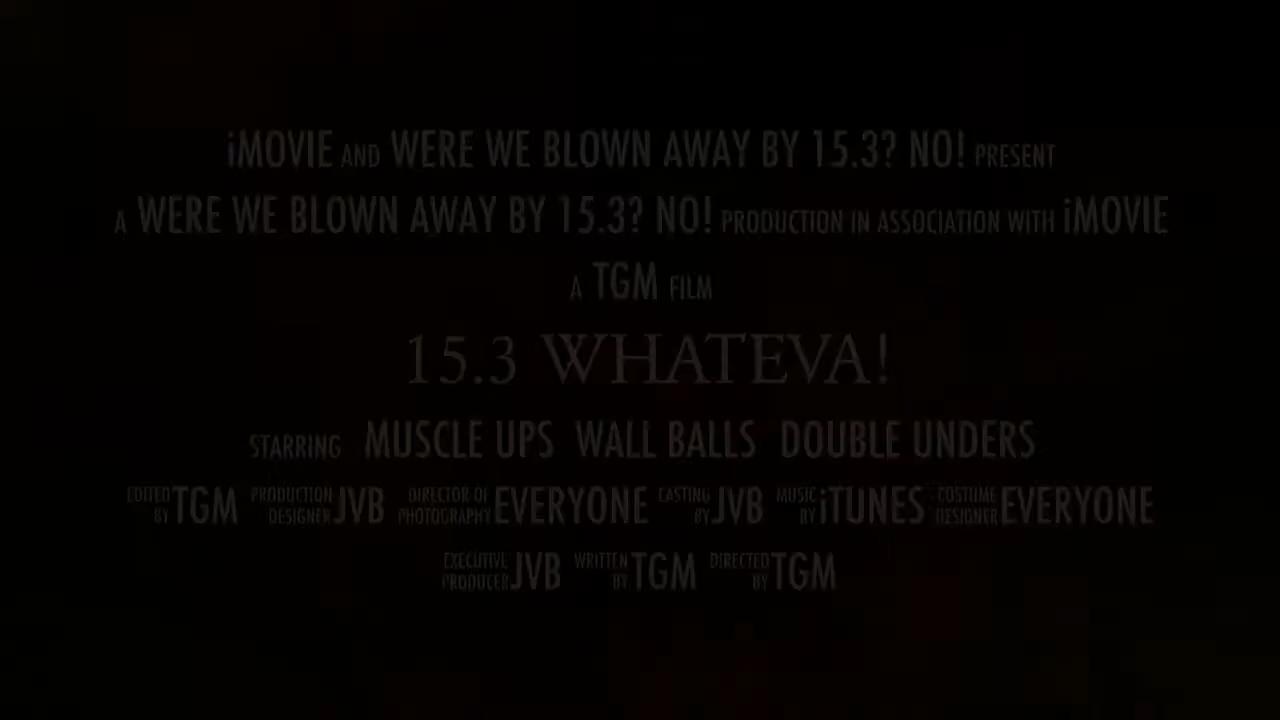 iMOVIE AND WERE WE BLOWN AWAY BY 15.3? NO! PRESENT
A WERE WE BLOWN AWAY BY 15.3? NO! PRODUCTION IN ASSOCIATION WITH iMOVIE
A TGM FILM
15.3 WHATEVA!
STARRING MUSCLE UPS WALL BALLS DOUBLE UNDERS
EDITED BY TGM PRODUCTION DESIGNER JVB DIRECTOR OF PHOTOGRAPHY EVERYONE CASTING BY JVB MUSIC BY iTUNES COSTUME DESIGNER EVERYONE
EXECUTIVE PRODUCER JVB WRITTEN BY TGM DIRECTED BY TGM